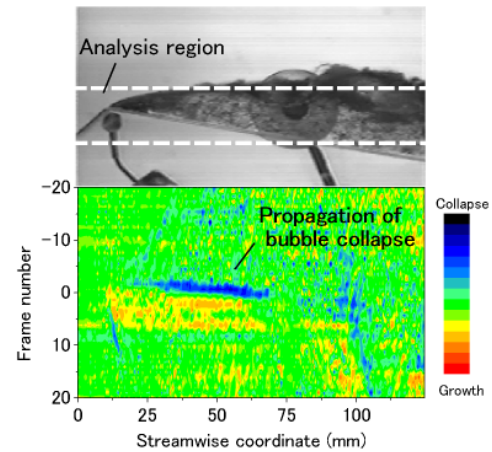 Analysis region
Propagation of
bubble collapse
Collapse
Growth
Frame number
-20
-10
0
10
20
0
25
50
75
100
Streamwise coordinate (mm)